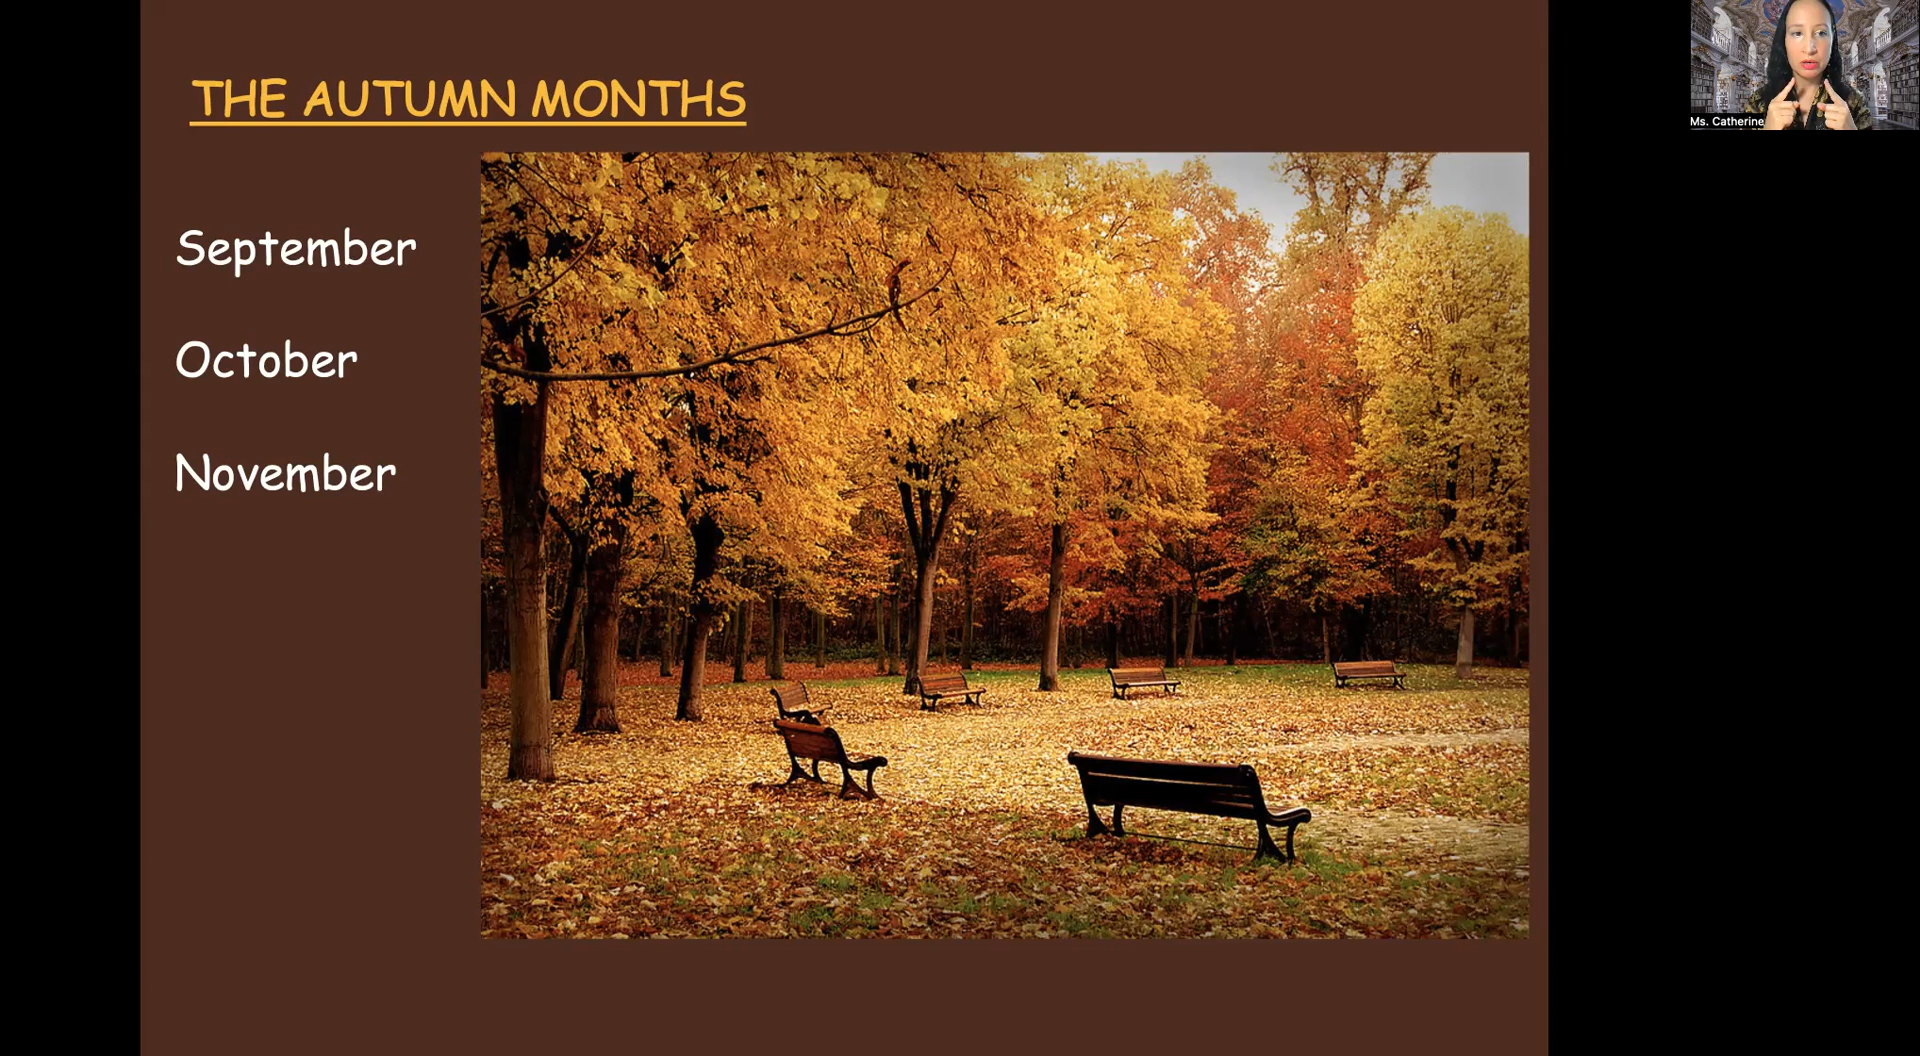 THE AUTUMN MONTHS
September
October
November
Ms. Catherine